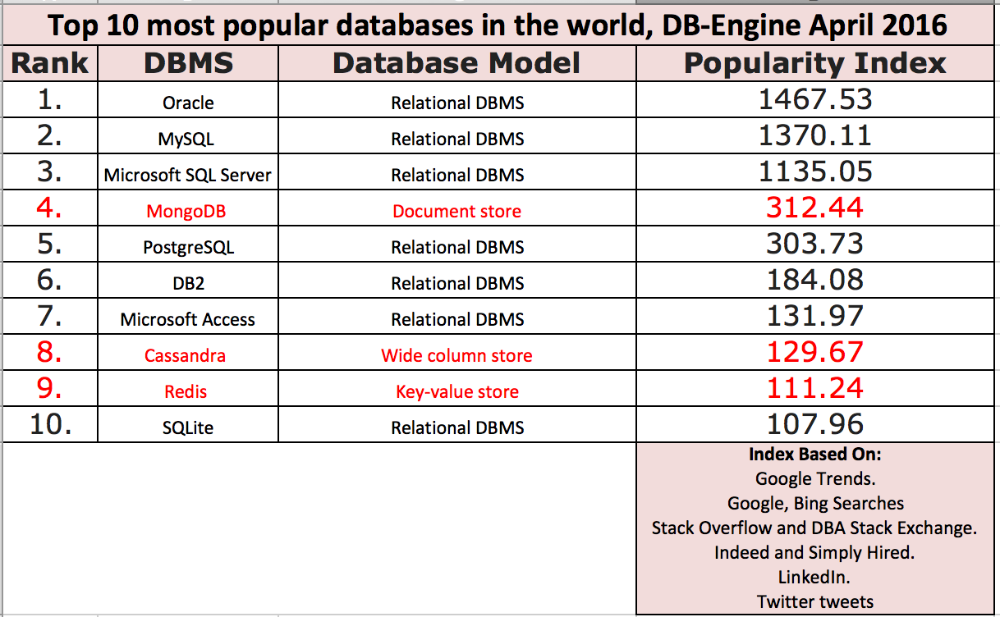 Top 10 most popular databases in the world, DB-Engine April 2016
Rank DBMS Database Model Popularity Index
1. Oracle Relational DBMS 1467.53
2. MySQL Relational DBMS 1370.11
3. Microsoft SQL Server Relational DBMS 1135.05
4. MongoDB Document store 312.44
5. PostgreSQL Relational DBMS 303.73
6. DB2 Relational DBMS 184.08
7. Microsoft Access Relational DBMS 131.97
8. Cassandra Wide column store 129.67
9. Redis Key-value store 111.24
10. SQLite Relational DBMS 107.96
Index Based On:
Google Trends.
Google, Bing Searches
Stack Overflow and DBA Stack Exchange.
Indeed and Simply Hired.
LinkedIn.
Twitter tweets